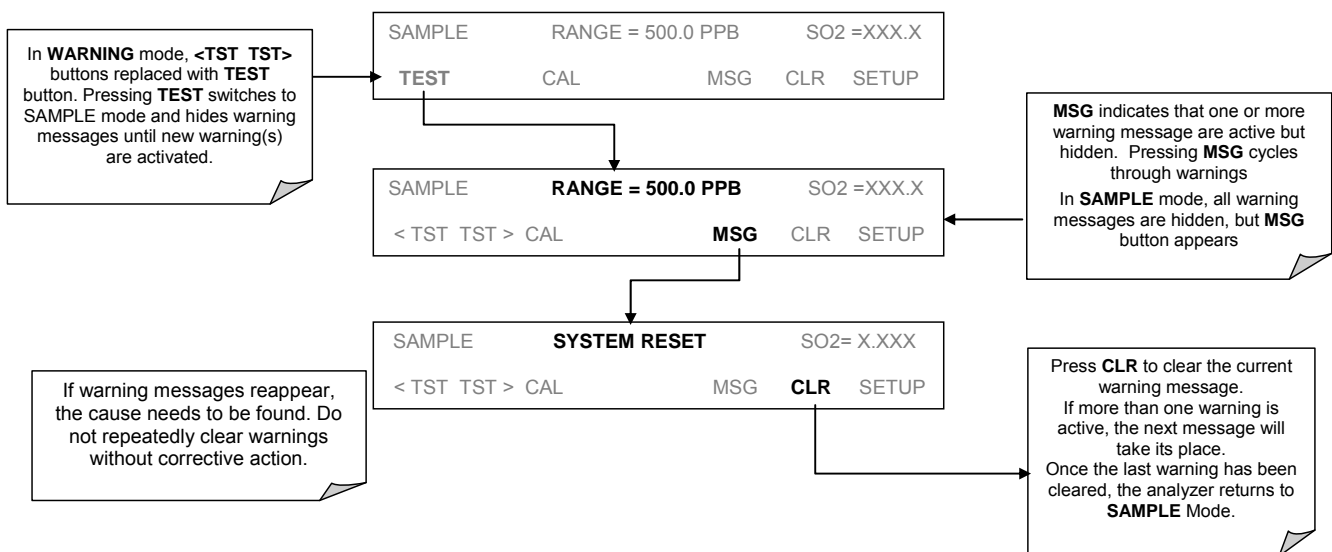 SAMPLE RANGE = 500.0 PPB SO2 =XXX.X
TEST CAL MSG CLR SETUP
In WARNING mode, <TST TST>
buttons replaced with TEST
button. Pressing TEST switches to
SAMPLE mode and hides warning
messages until new warning(s)
are activated.
SAMPLE RANGE = 500.0 PPB SO2 =XXX.X
< TST TST > CAL MSG CLR SETUP
MSG indicates that one or more
warning message are active but
hidden. Pressing MSG cycles
through warnings
In SAMPLE mode, all warning
messages are hidden, but MSG
button appears
SAMPLE SYSTEM RESET SO2= X.XXX
< TST TST > CAL MSG CLR SETUP
If warning messages reappear,
the cause needs to be found. Do
not repeatedly clear warnings
without corrective action.
Press CLR to clear the current
warning message.
If more than one warning is
active, the next message will
take its place.
Once the last warning has been
cleared, the analyzer returns to
SAMPLE Mode.